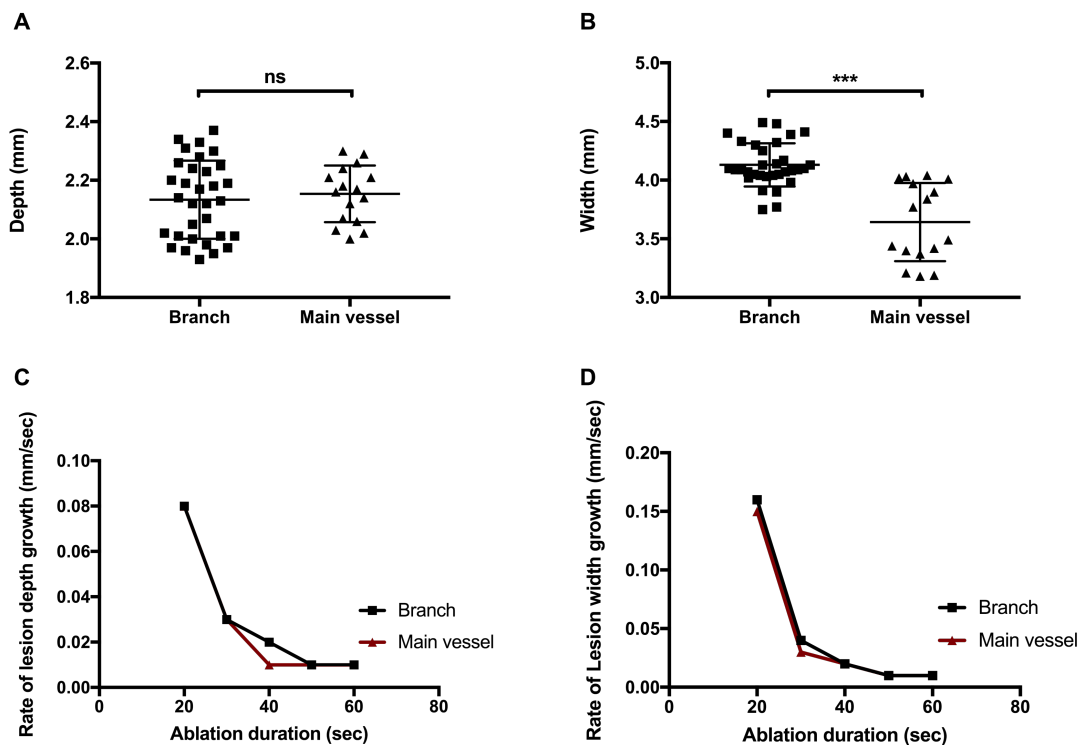 A
Depth (mm)
2.6
2.4
2.2
2.0
1.8
ns
Branch
Main vessel
B
Width (mm)
5.0
4.5
4.0
3.5
3.0
***
Branch
Main vessel
C
Rate of lesion depth growth (mm/sec)
0.10
0.08
0.06
0.04
0.02
0.00
0
20
40
60
80
Ablation duration (sec)
Branch
Main vessel
D
Rate of Lesion width growth (mm/sec)
0.20
0.15
0.10
0.05
0.00
0
20
40
60
80
Ablation duration (sec)
Branch
Main vessel